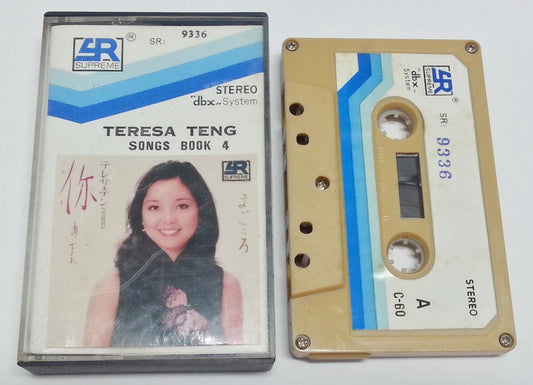 SR
SUPREME
®
SR: 9336
STEREO
"dbx" System
TERESA TENG
SONGS BOOK 4
SR
SUPREME
テレサ・テン
你
まごころ
SR
SUPREME
®
"dbx"
System
SR:
9336
STEREO
A
C-60